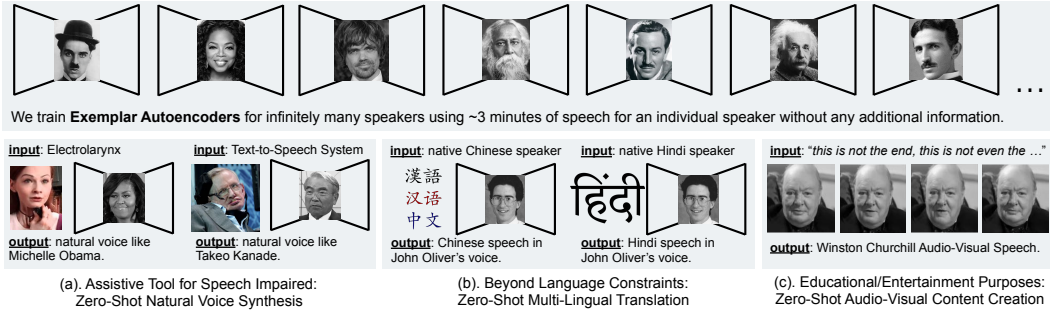 ...
We train Exemplar Autoencoders for infinitely many speakers using ~3 minutes of speech for an individual speaker without any additional information.
input: Electrolarynx
input: Text-to-Speech System
output: natural voice like
Michelle Obama.
output: natural voice like
Takeo Kanade.
(a). Assistive Tool for Speech Impaired:
Zero-Shot Natural Voice Synthesis
input: native Chinese speaker
漢語
汉语
中文
output: Chinese speech in
John Oliver's voice.
input: native Hindi speaker
हिंदी
output: Hindi speech in
John Oliver's voice.
(b). Beyond Language Constraints:
Zero-Shot Multi-Lingual Translation
input: "this is not the end, this is not even the …"
output: Winston Churchill Audio-Visual Speech.
(c). Educational/Entertainment Purposes:
Zero-Shot Audio-Visual Content Creation